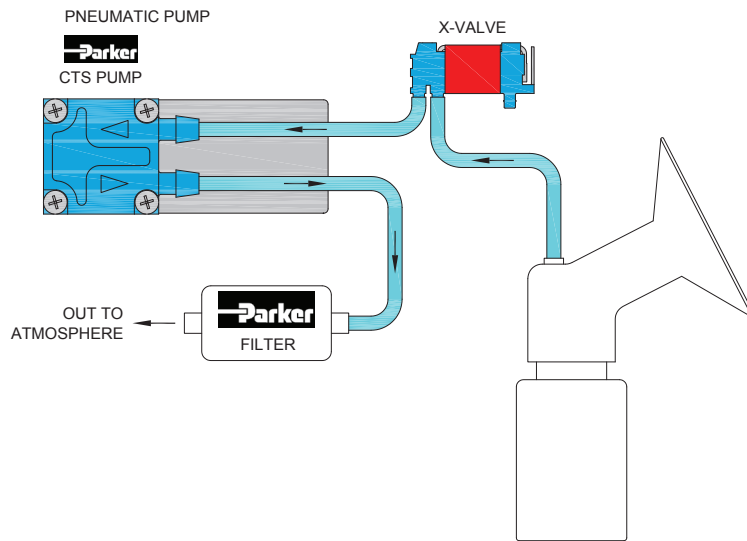 PNEUMATIC PUMP
Parker
CTS PUMP
X-VALVE
OUT TO
ATMOSPHERE
Parker
FILTER